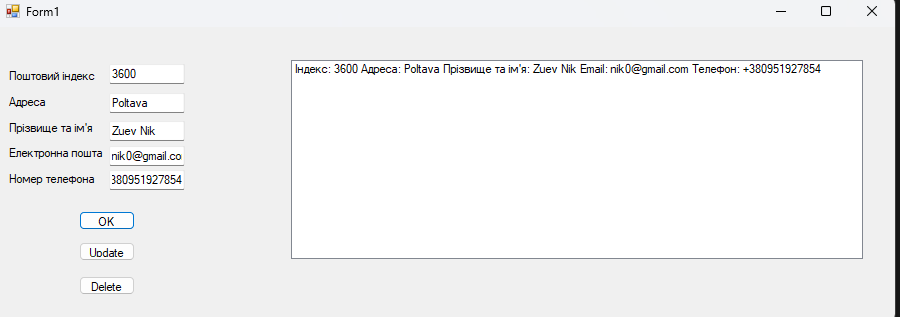 Form1
Поштовий індекс 3600
Адреса Poltava
Прізвище та ім'я Zuev Nik
Електронна пошта nik0@gmail.co
Номер телефона 380951927854
OK
Update
Delete
Індекс: 3600 Адреса: Poltava Прізвище та ім'я: Zuev Nik Email: nik0@gmail.com Телефон: +380951927854